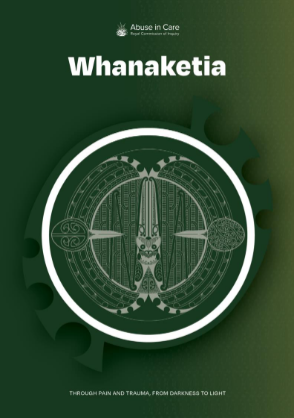 Abuse in Care
Royal Commission of Inquiry
Whanaketia
THROUGH PAIN AND TRAUMA, FROM DARKNESS TO LIGHT